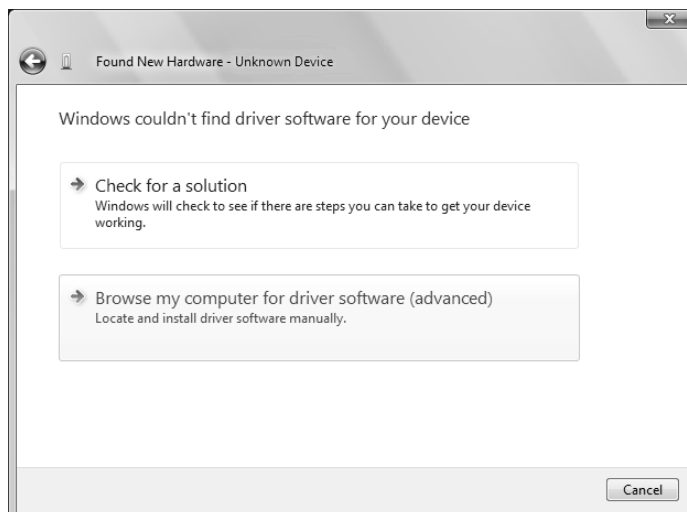 Found New Hardware - Unknown Device
Windows couldn't find driver software for your device
Check for a solution
Windows will check to see if there are steps you can take to get your device
working.
Browse my computer for driver software (advanced)
Locate and install driver software manually.
Cancel